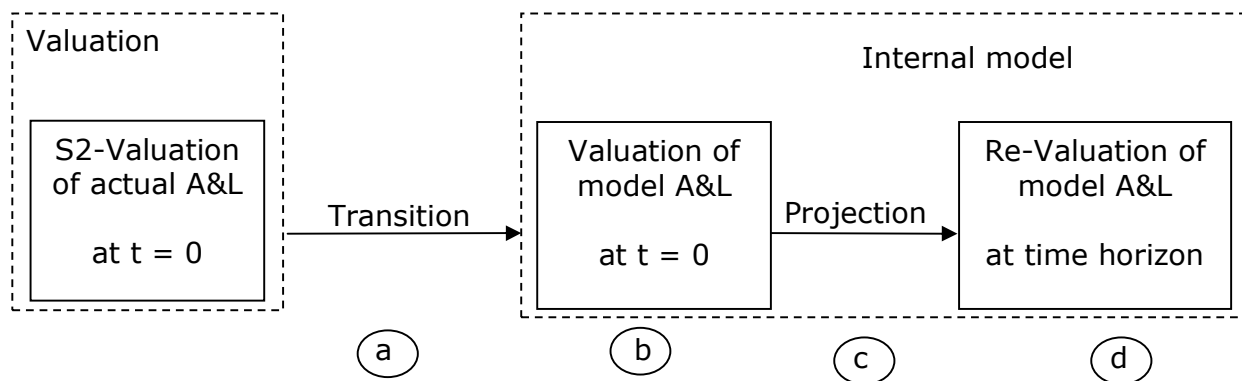 Valuation
Internal model
S2-Valuation
of actual A&L
at t = 0
Transition
Valuation of
model A&L
at t = 0
Projection
Re-Valuation of
model A&L
at time horizon
a
b
c
d